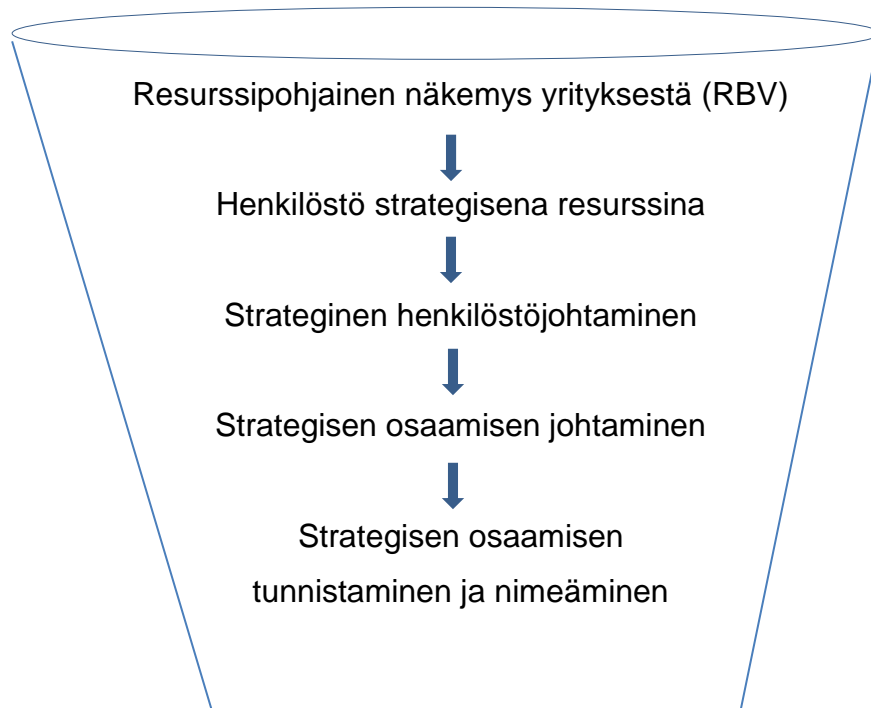 Resurssipohjainen näkemys yrityksestä (RBV)
Henkilöstö strategisena resurssina
Strateginen henkilöstöjohtaminen
Strategisen osaamisen johtaminen
Strategisen osaamisen
tunnistaminen ja nimeäminen